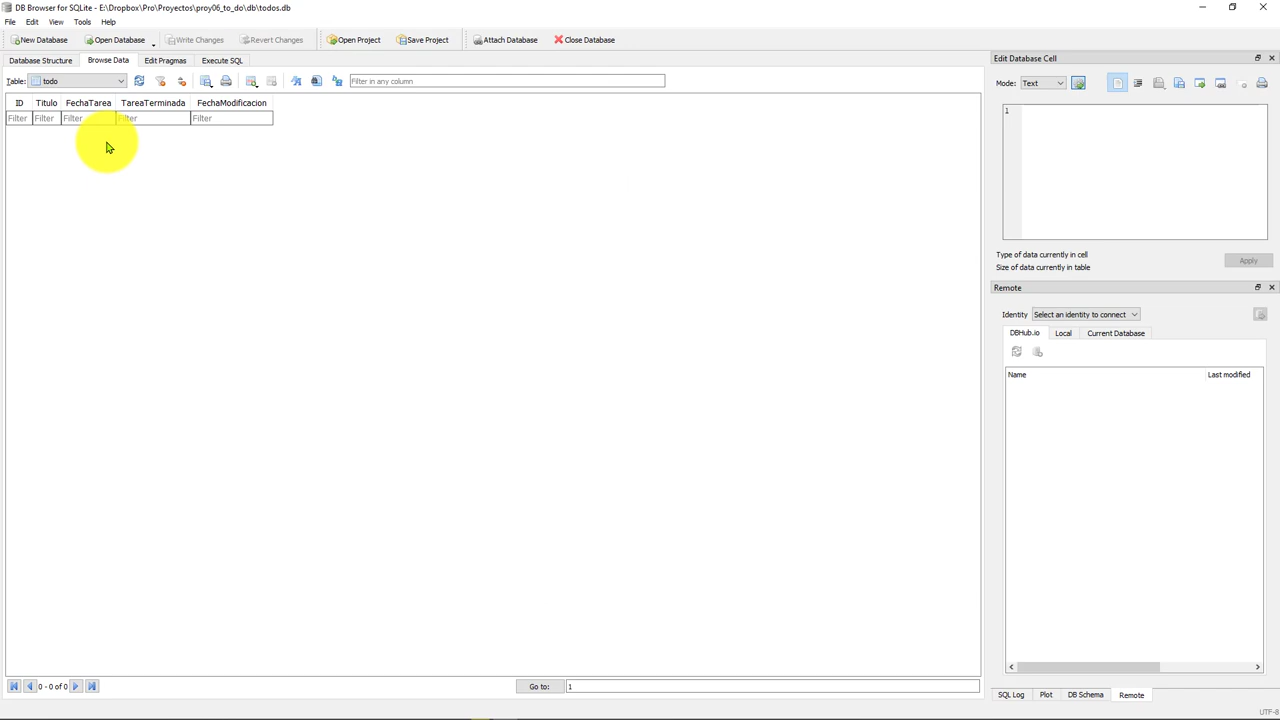 DB Browser for SQLite - E:\Dropbox\Pro\Proyectos\proy06_to_do\db\todos.db
File Edit View Tools Help
New Database Open Database Write Changes Revert Changes Open Project Save Project Attach Database Close Database
Database Structure Browse Data Edit Pragmas Execute SQL
Table: todo Filter in any column
ID Titulo FechaTarea TareaTerminada FechaModificacion
Filter Filter Filter Filter Filter
0 - 0 of 0 Go to: 1
Edit Database Cell
Mode: Text
1
Type of data currently in cell
Size of data currently in table
Apply
Remote
Identity Select an identity to connect
DBHub.io Local Current Database
Name Last modified
SQL Log Plot DB Schema Remote
UTF-8